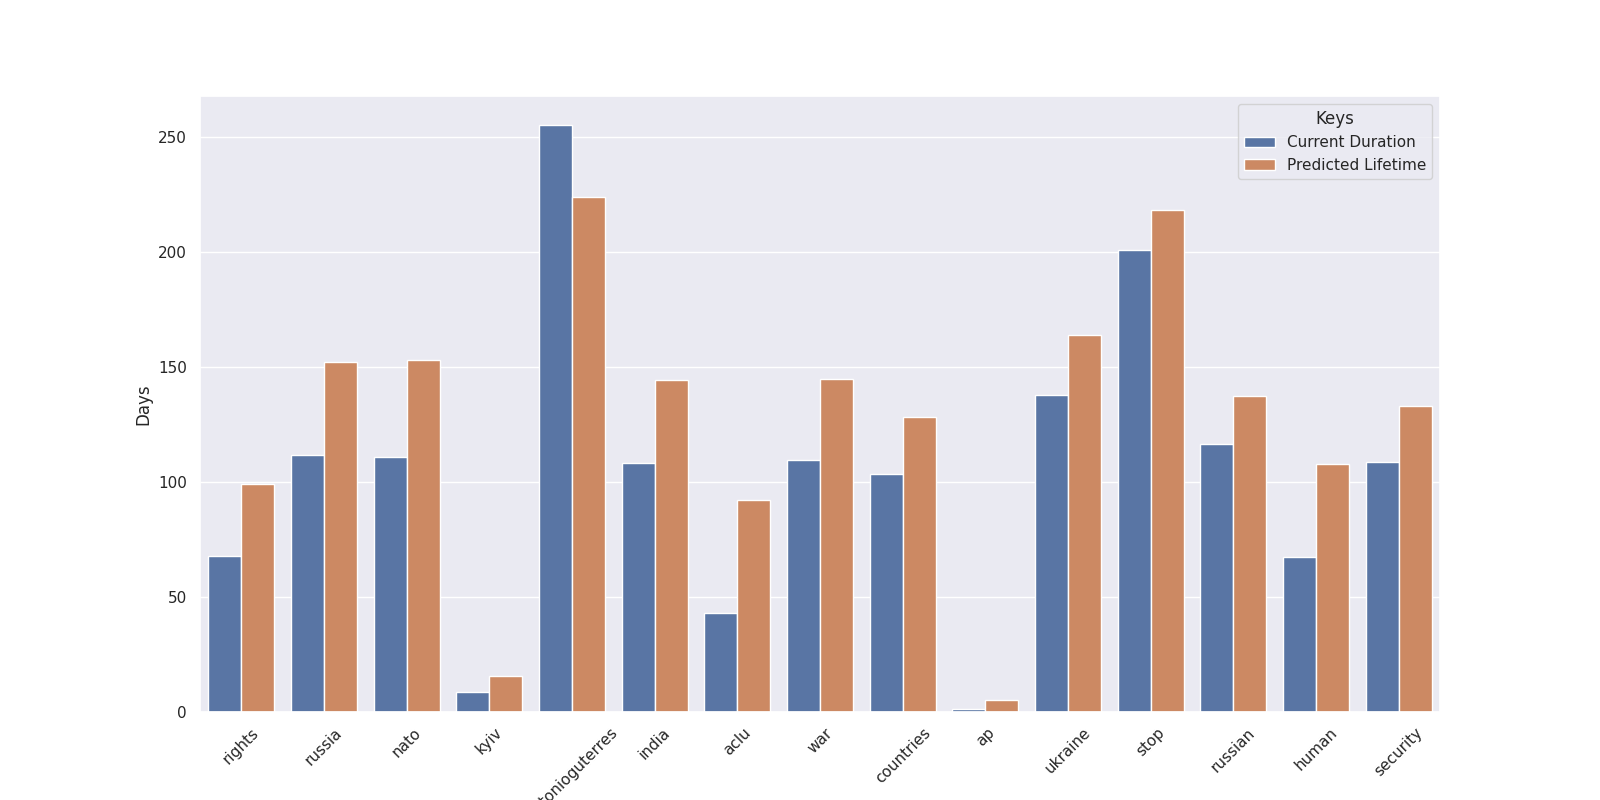 Keys
Current Duration
Predicted Lifetime
Days
250
200
150
100
50
0
rights
russia
nato
kyiv
tonioguterres
india
aclu
war
countries
ap
ukraine
stop
russian
human
security